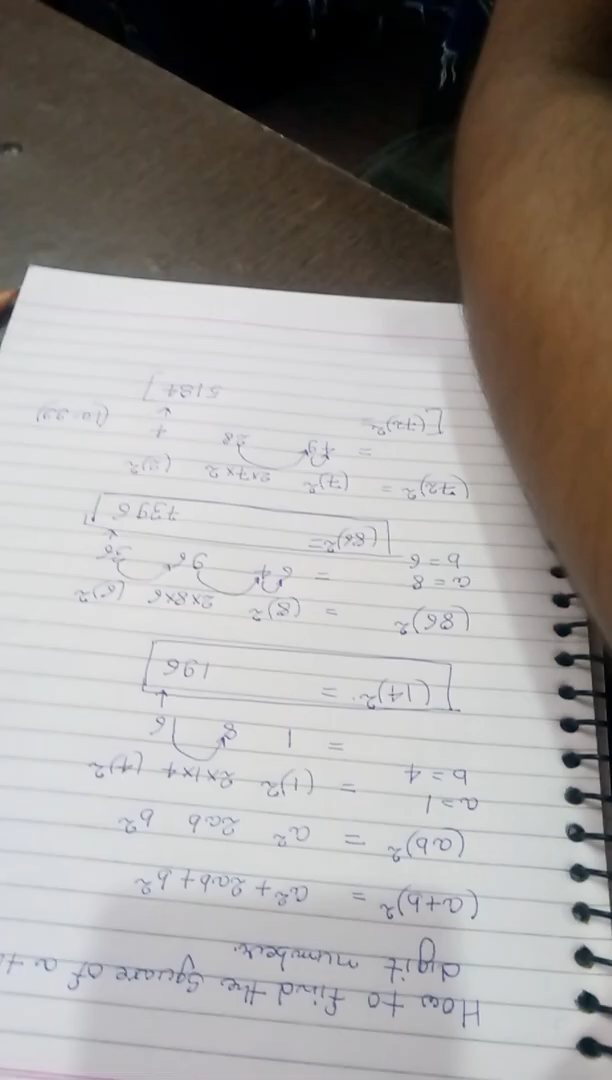 How to find the square of a
digit number.
(a+b)² = a²+2ab+b²
(ab)² = a² 2ab b²
a=1
b=4 = (1)² 2×1×4 (4)²
= 1 8 16
(14)² = 196
(86)² = (8)² 2×8×6 (6)²
a=8
b=6 = 64 96 36
(86)² = 7396
(72)² = (7)² 2×7×2 (2)²
= 49 28 4
[(72)² = 5184]